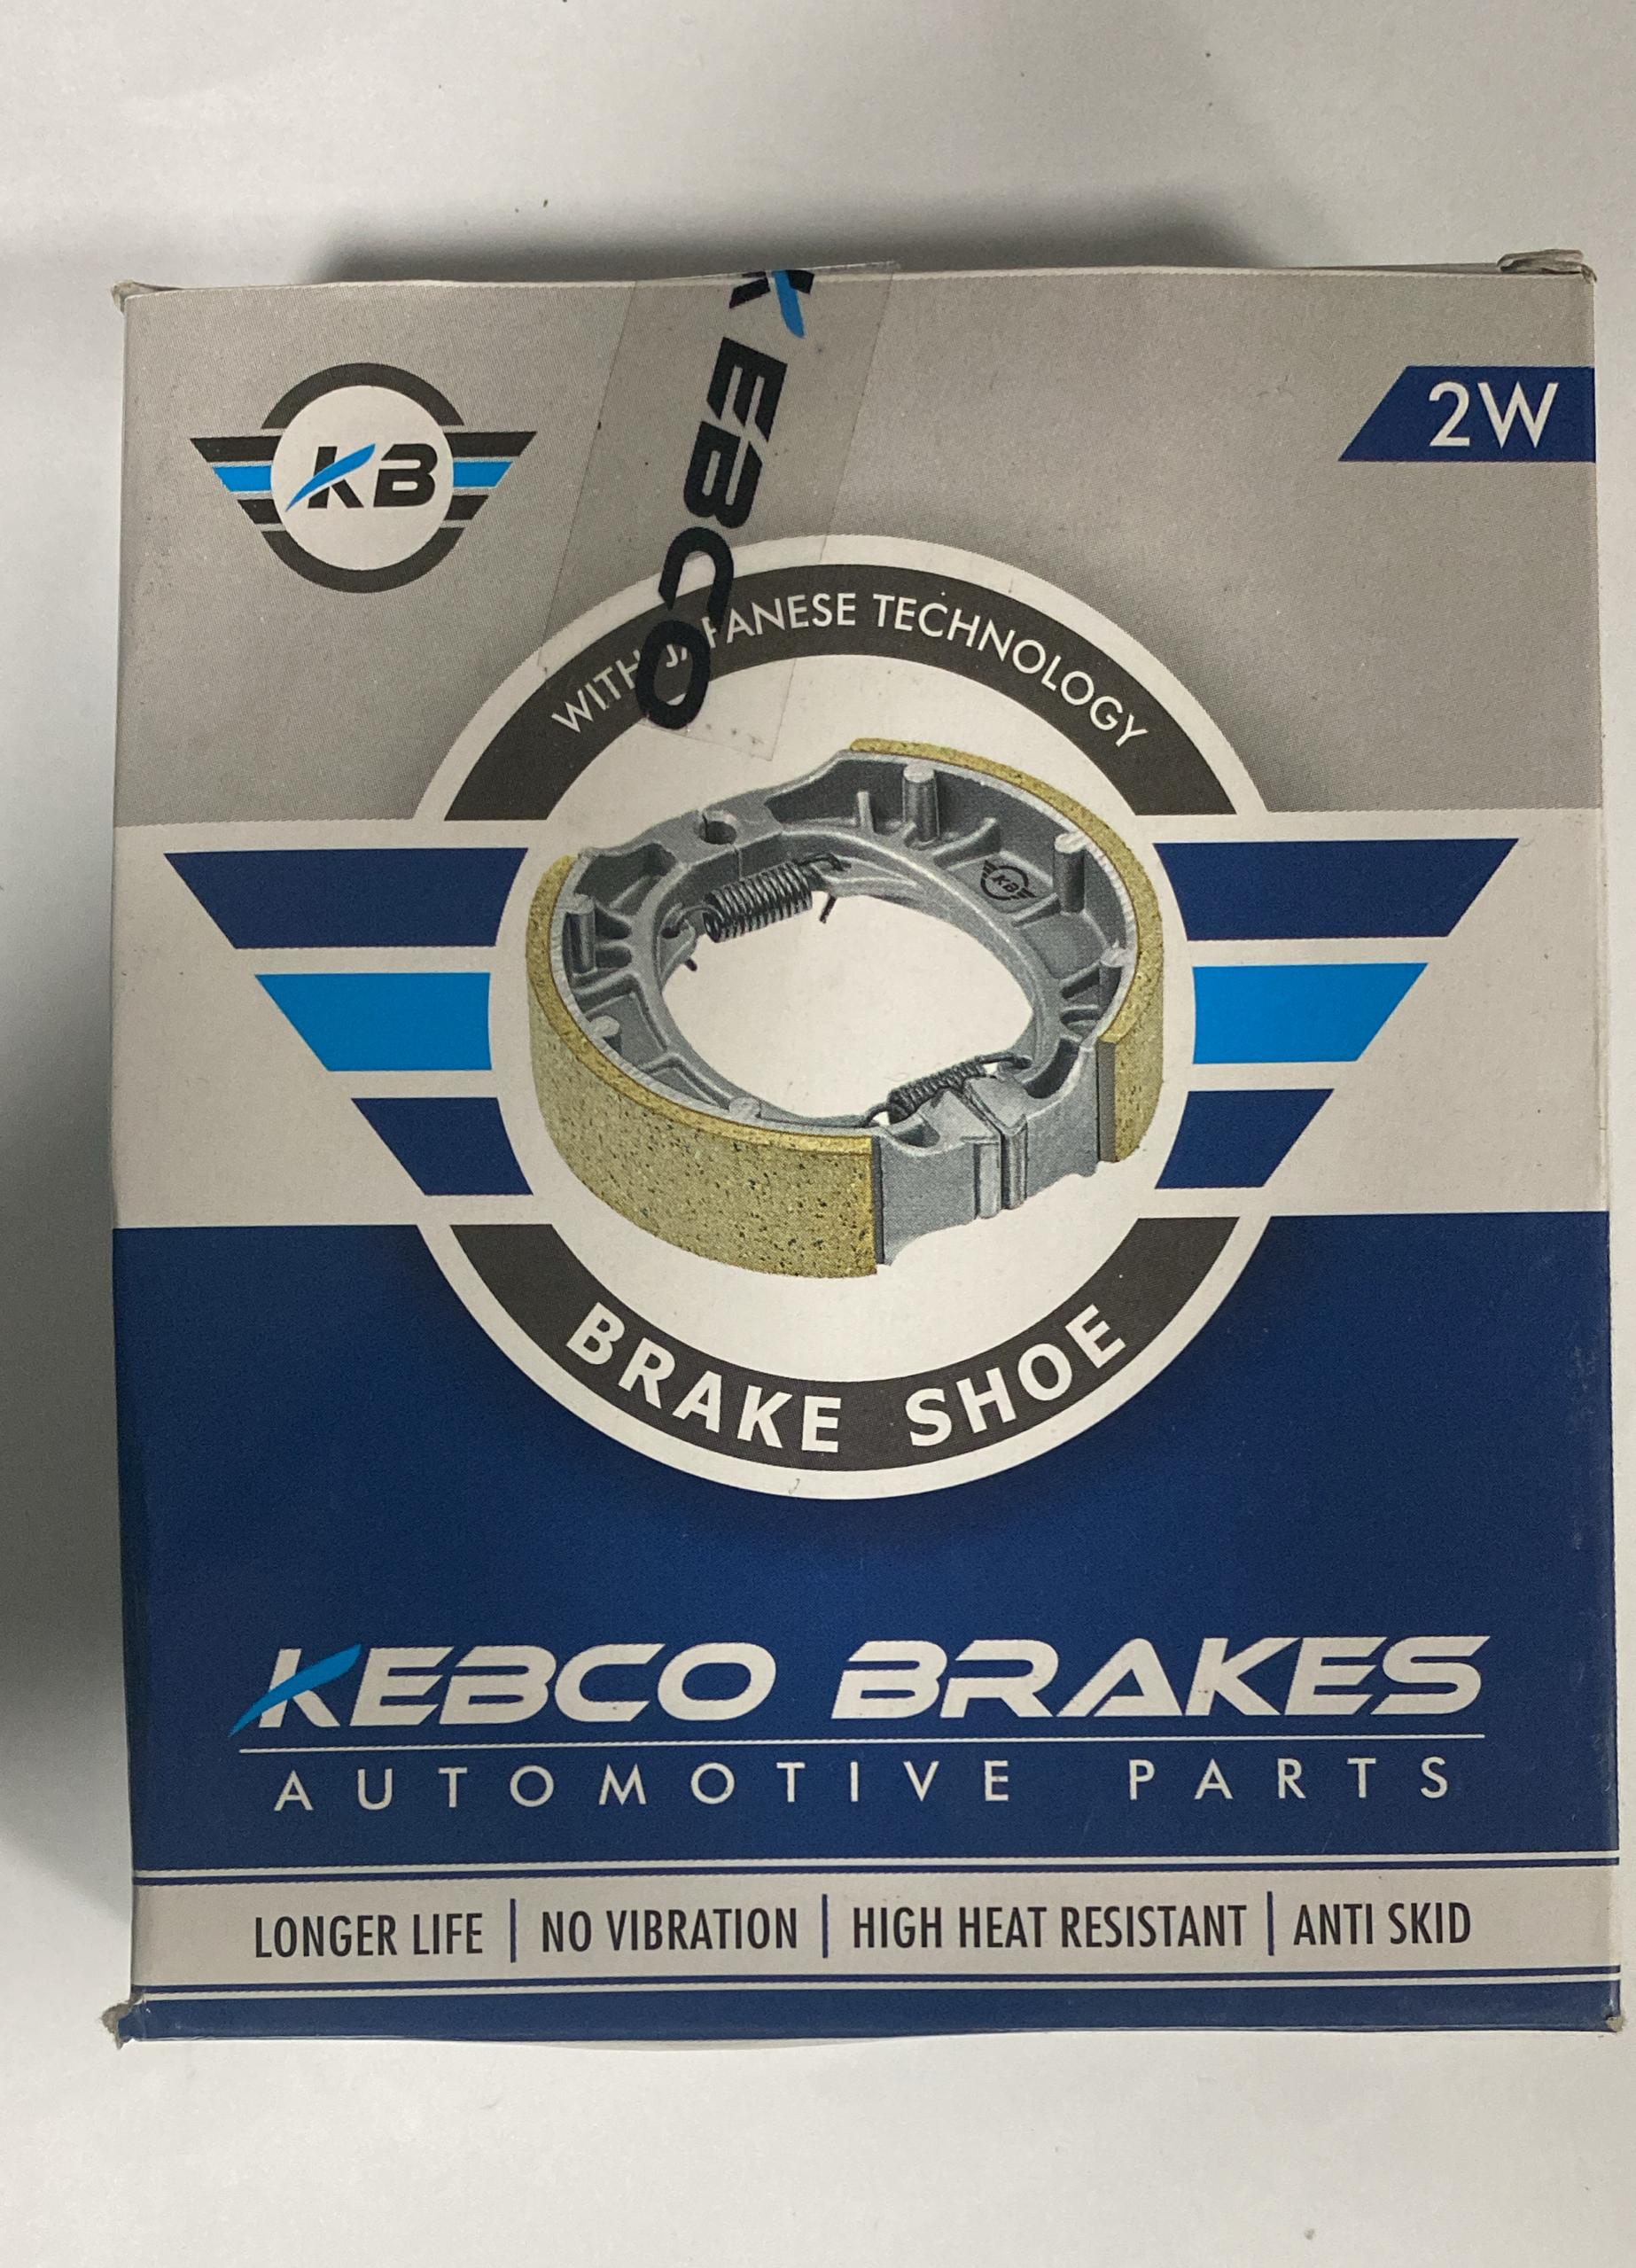 KEBCO
2W
KB
WITH JAPANESE TECHNOLOGY
KB
BRAKE SHOE
KEBCO BRAKES
AUTOMOTIVE PARTS
LONGER LIFE | NO VIBRATION | HIGH HEAT RESISTANT | ANTI SKID